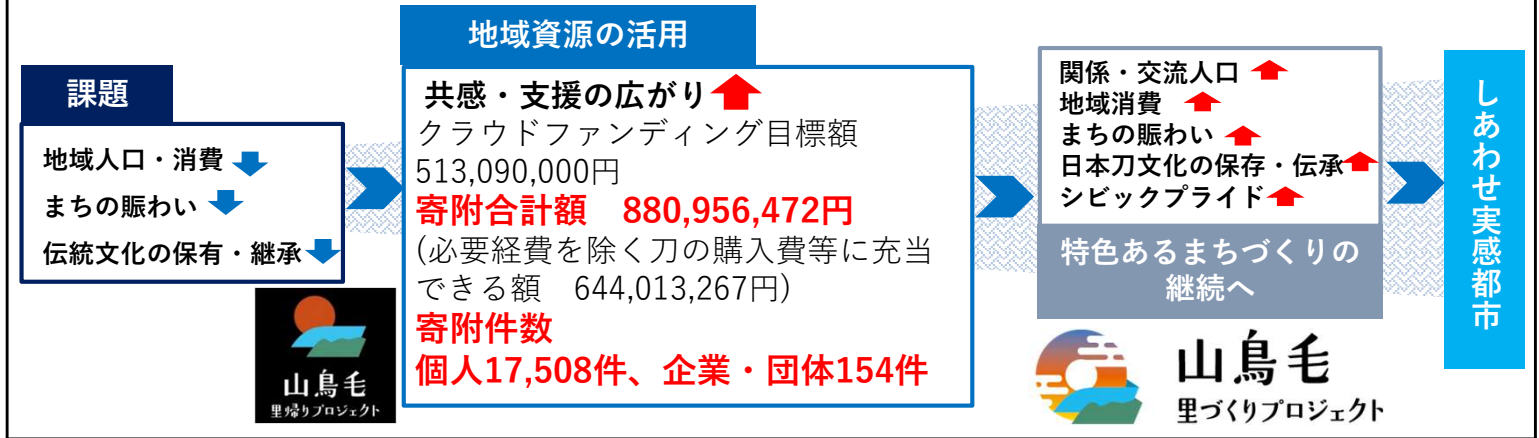 課題
地域人口・消費
まちの賑わい
伝統文化の保有・継承
山鳥毛
里帰りプロジェクト
地域資源の活用
共感・支援の広がり
クラウドファンディング目標額
513,090,000円
寄附合計額　880,956,472円
(必要経費を除く刀の購入費等に充当
できる額　644,013,267円)
寄附件数
個人17,508件、企業・団体154件
関係・交流人口
地域消費
まちの賑わい
日本刀文化の保存・伝承
シビックプライド
特色あるまちづくりの
継続へ
山鳥毛
里づくりプロジェクト
しあわせ実感都市